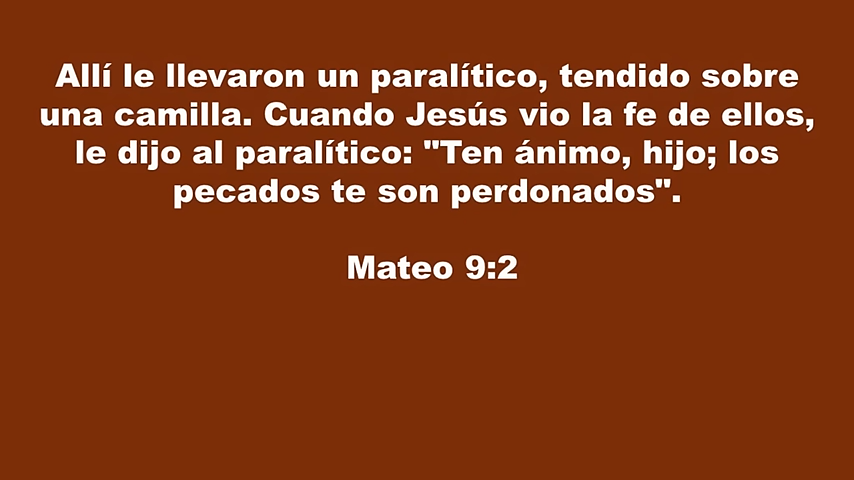 Allí le llevaron un paralítico, tendido sobre
una camilla. Cuando Jesús vio la fe de ellos,
le dijo al paralítico: "Ten ánimo, hijo; los
pecados te son perdonados".
Mateo 9:2